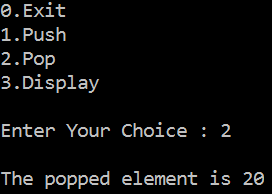 0.Exit
1.Push
2.Pop
3.Display
Enter Your Choice : 2
The popped element is 20